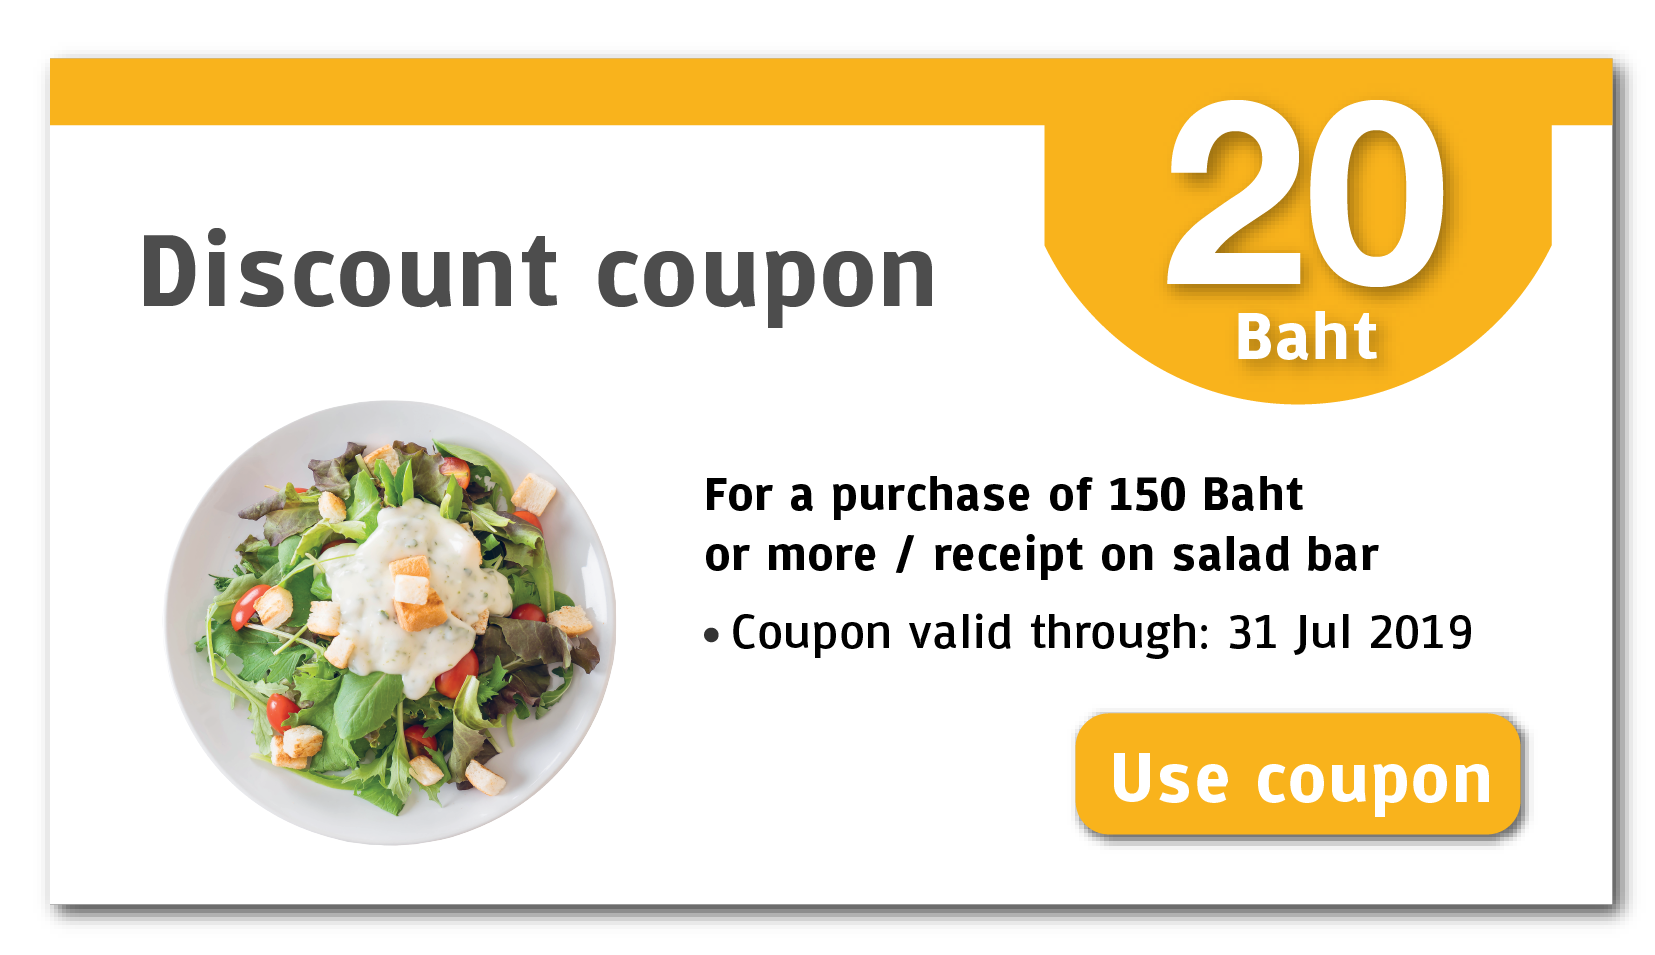 20
Baht
Discount coupon
For a purchase of 150 Baht
or more / receipt on salad bar
• Coupon valid through: 31 Jul 2019
Use coupon